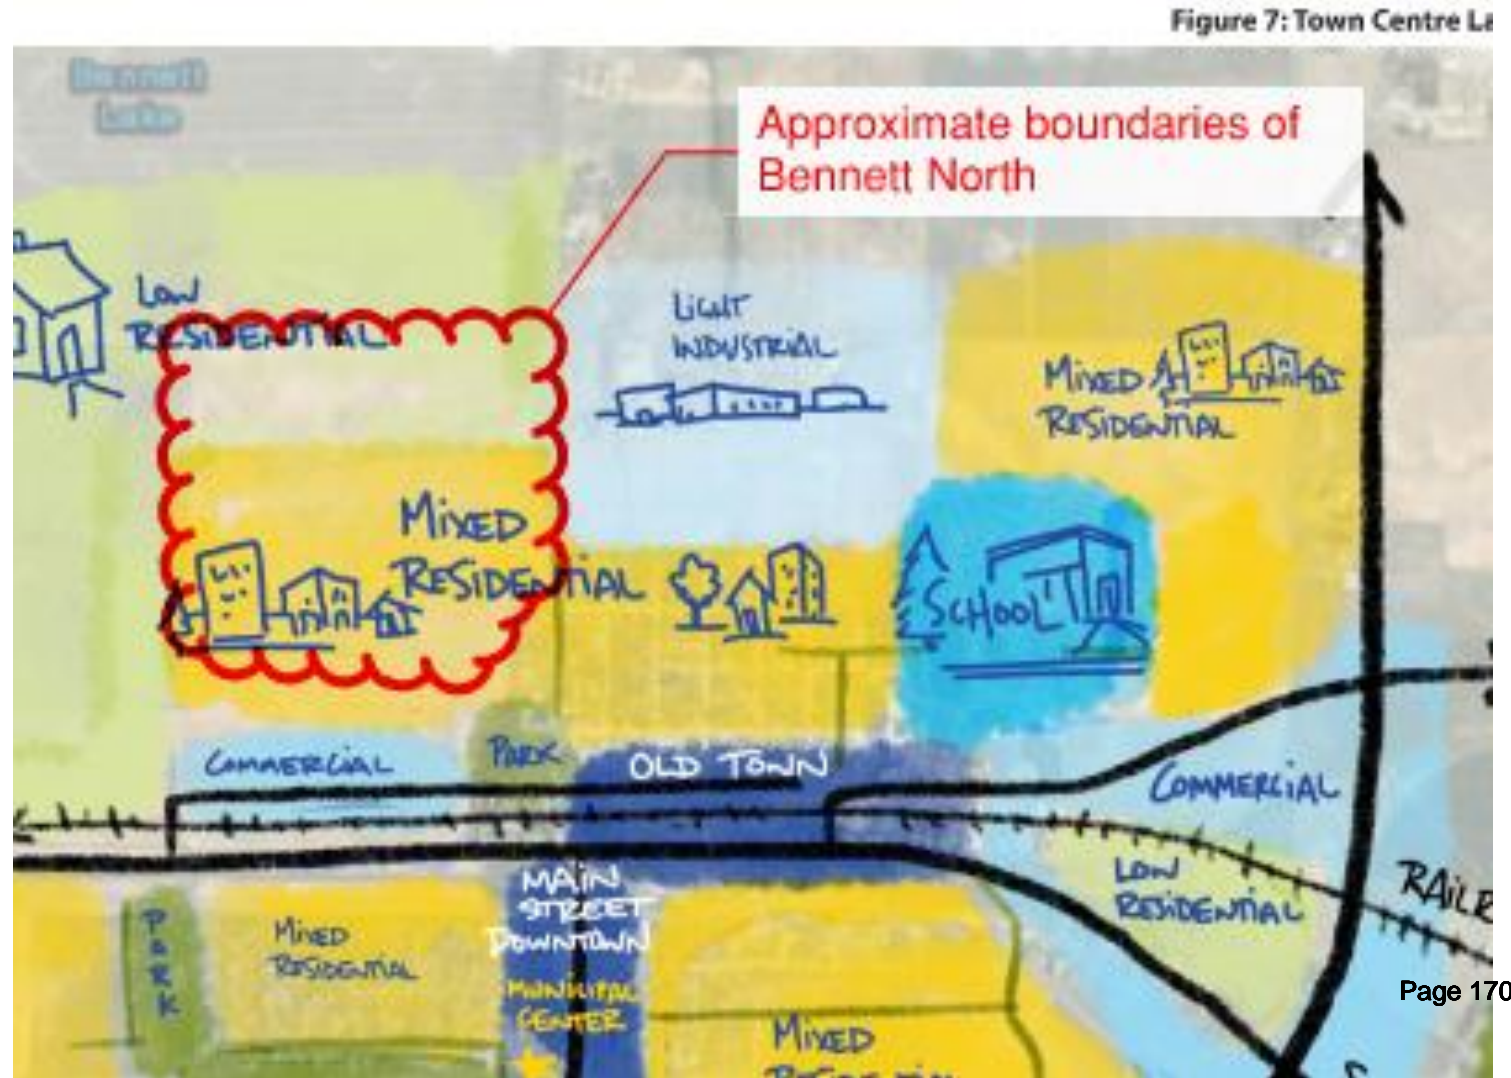 Figure 7: Town Centre
Bennett
Lake
Approximate boundaries of
Bennett North
LOW
RESIDENTIAL
LIGHT
INDUSTRIAL
MIXED
RESIDENTIAL
MIXED
RESIDENTIAL
SCHOOL
COMMERCIAL
PARK
OLD TOWN
COMMERCIAL
LOW
RESIDENTIAL
MAIN
STREET
DOWNTOWN
MUNICIPAL
CENTER
PARK
MIXED
RESIDENTIAL
MIXED
RESIDENTIAL
Page 170